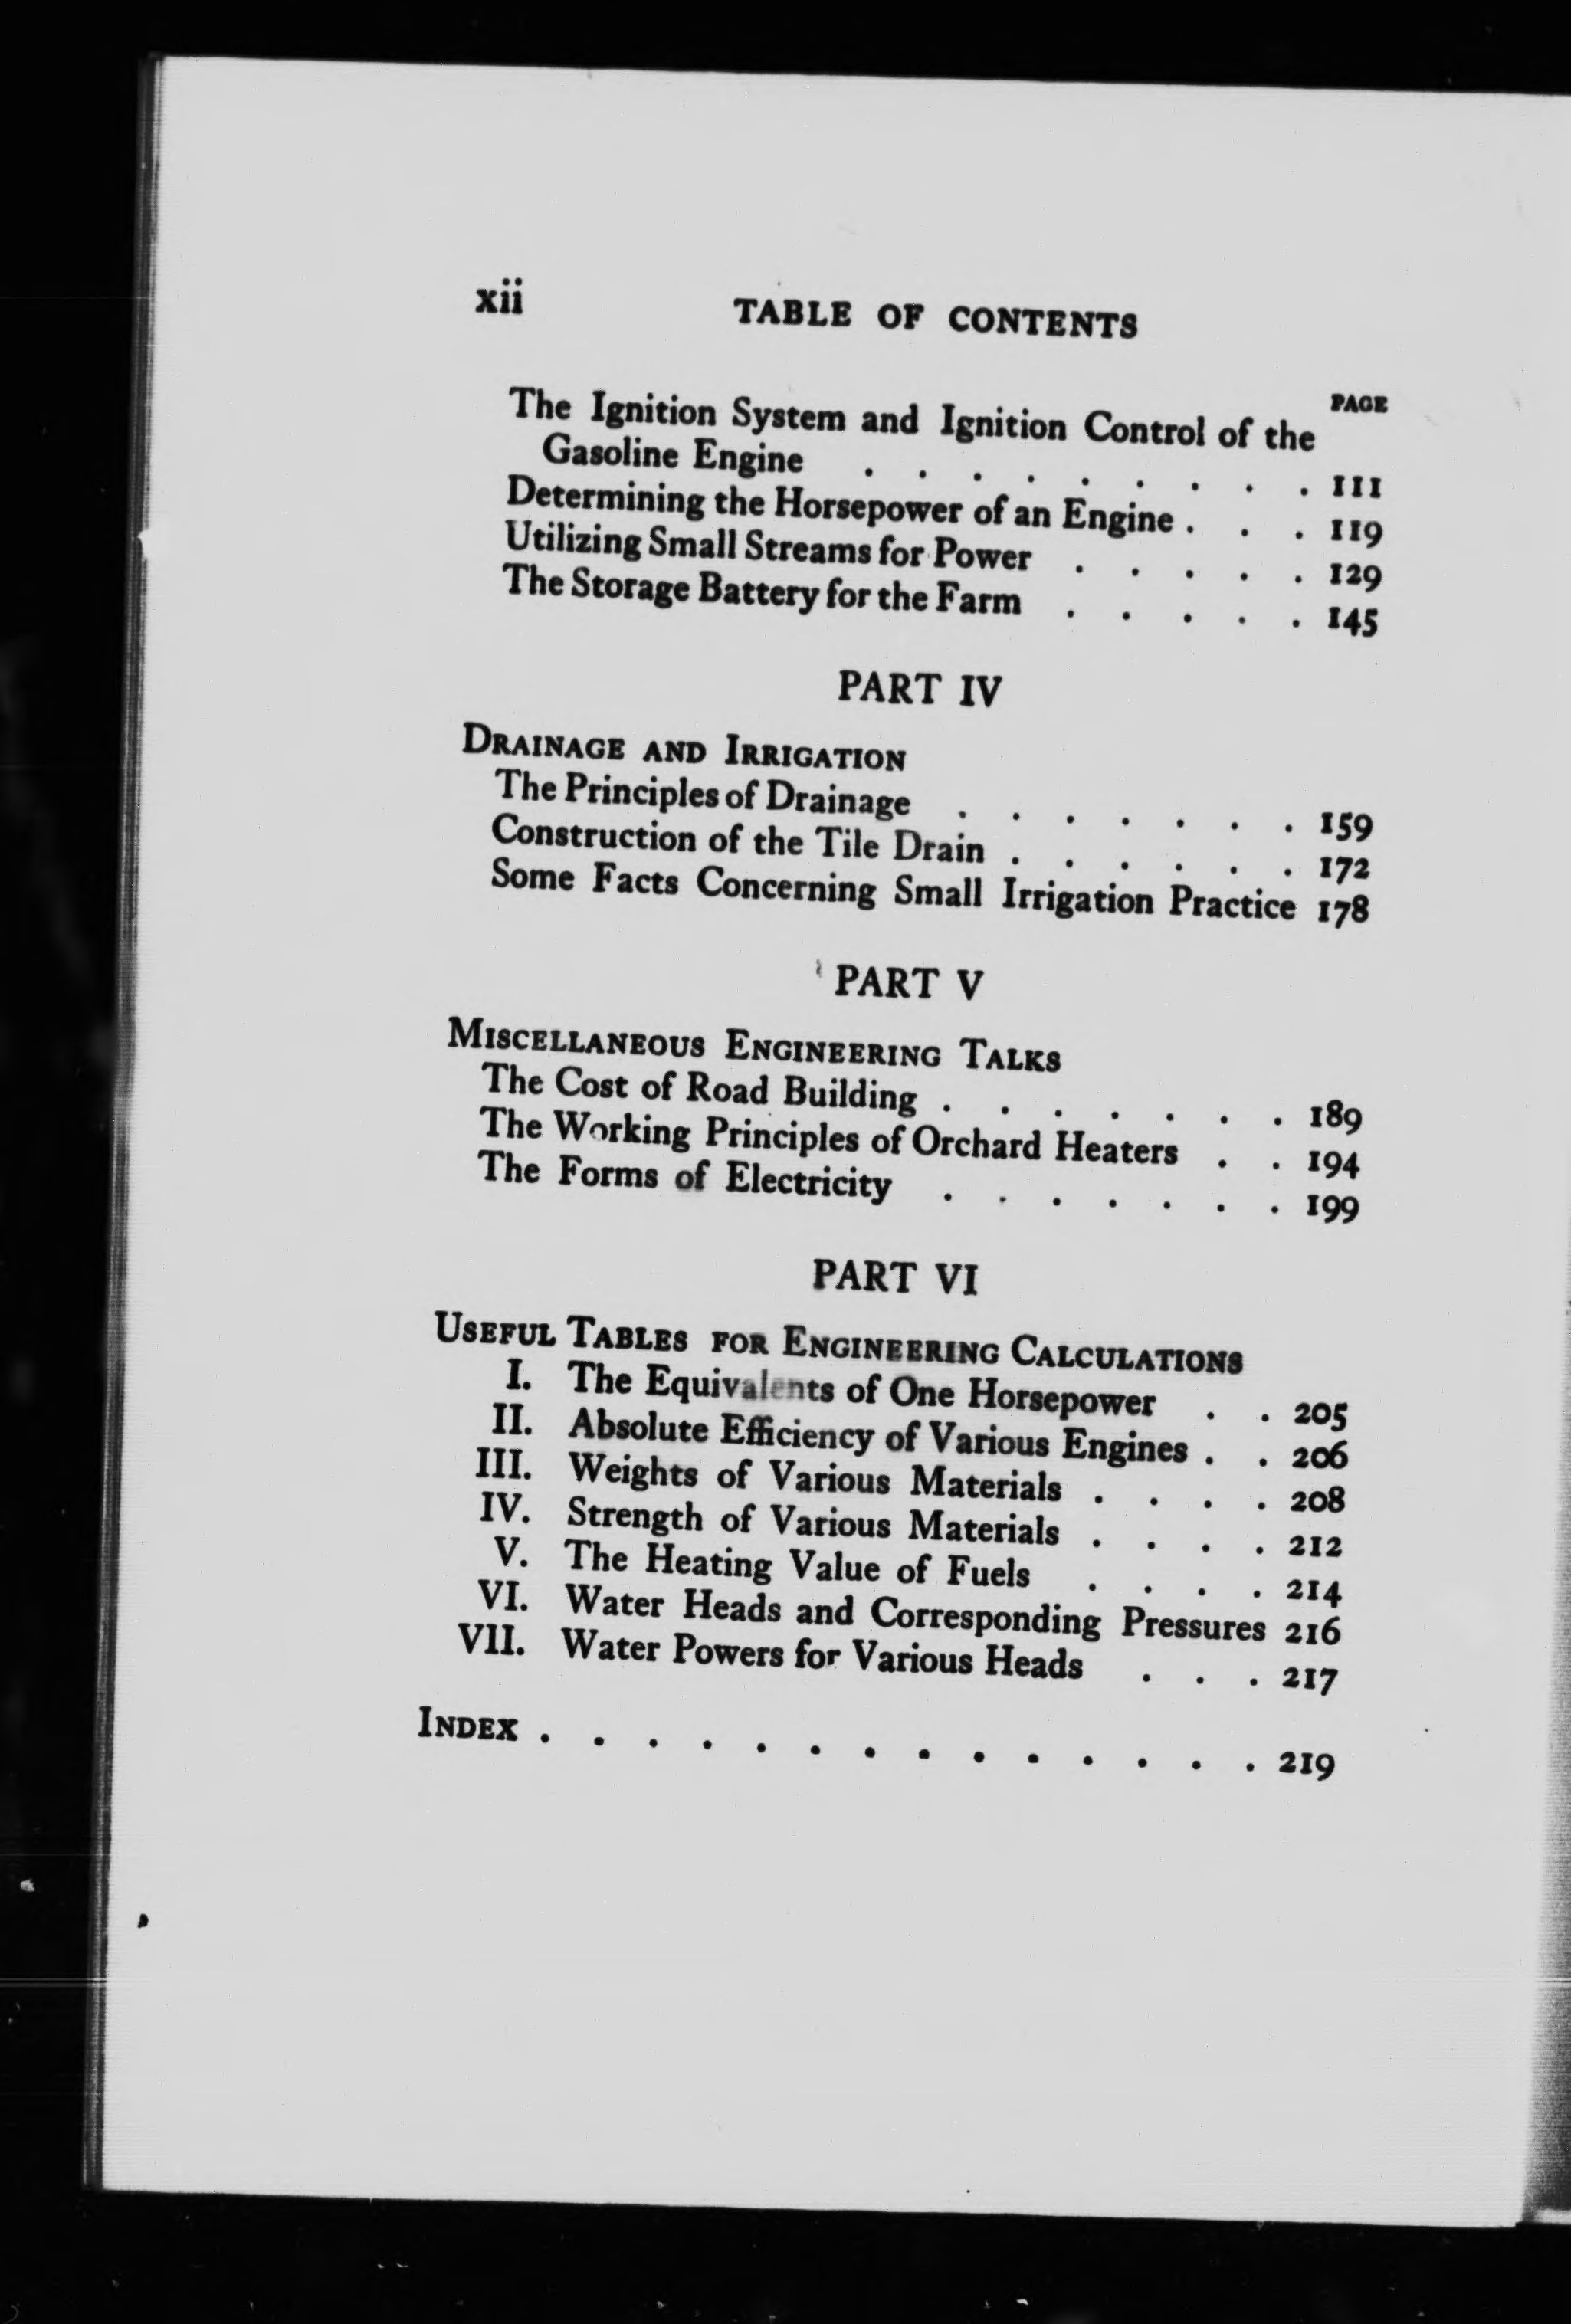 xii TABLE OF CONTENTS
PAGE
The Ignition System and Ignition Control of the
Gasoline Engine . . . . . . . . . 111
Determining the Horsepower of an Engine . . . 119
Utilizing Small Streams for Power . . . . . 129
The Storage Battery for the Farm . . . . . 145
PART IV
DRAINAGE AND IRRIGATION
The Principles of Drainage . . . . . . . 159
Construction of the Tile Drain . . . . . . 172
Some Facts Concerning Small Irrigation Practice 178
PART V
MISCELLANEOUS ENGINEERING TALKS
The Cost of Road Building . . . . . . . 189
The Working Principles of Orchard Heaters . . 194
The Forms of Electricity . . . . . . . 199
PART VI
USEFUL TABLES FOR ENGINEERING CALCULATIONS
I. The Equivalents of One Horsepower . . 205
II. Absolute Efficiency of Various Engines . . 206
III. Weights of Various Materials . . . . 208
IV. Strength of Various Materials . . . . 212
V. The Heating Value of Fuels . . . . 214
VI. Water Heads and Corresponding Pressures 216
VII. Water Powers for Various Heads . . . 217
INDEX . . . . . . . . . . . . . . 219